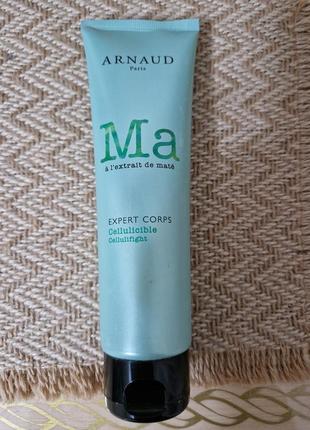 ARNAUD
Paris
Ma
à l'extrait de maté
EXPERT CORPS
Cellulicible
Cellulifight